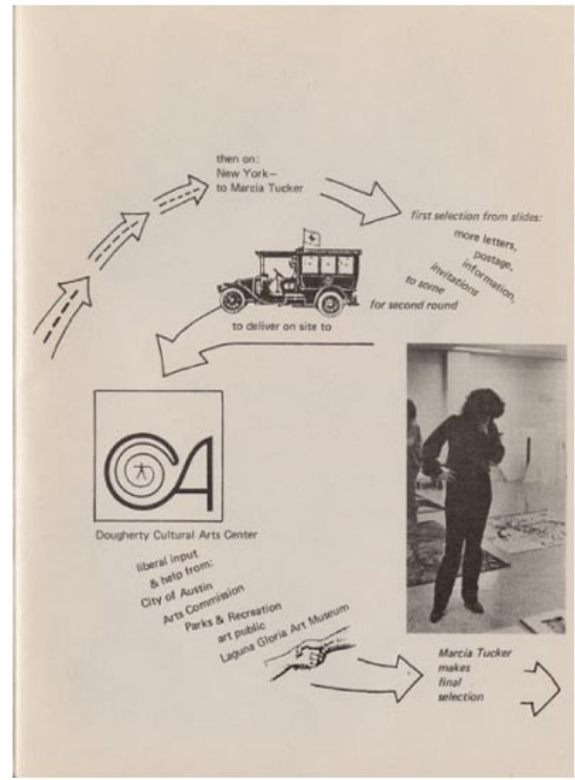 then on:
New York—
to Marcia Tucker
first selection from slides:
more letters,
postage,
information,
invitations
to some
for second round
to deliver on site to
CA
Dougherty Cultural Arts Center
liberal input
& help from:
City of Austin
Arts Commission
Parks & Recreation
art public
Laguna Gloria Art Museum
Marcia Tucker
makes
final
selection